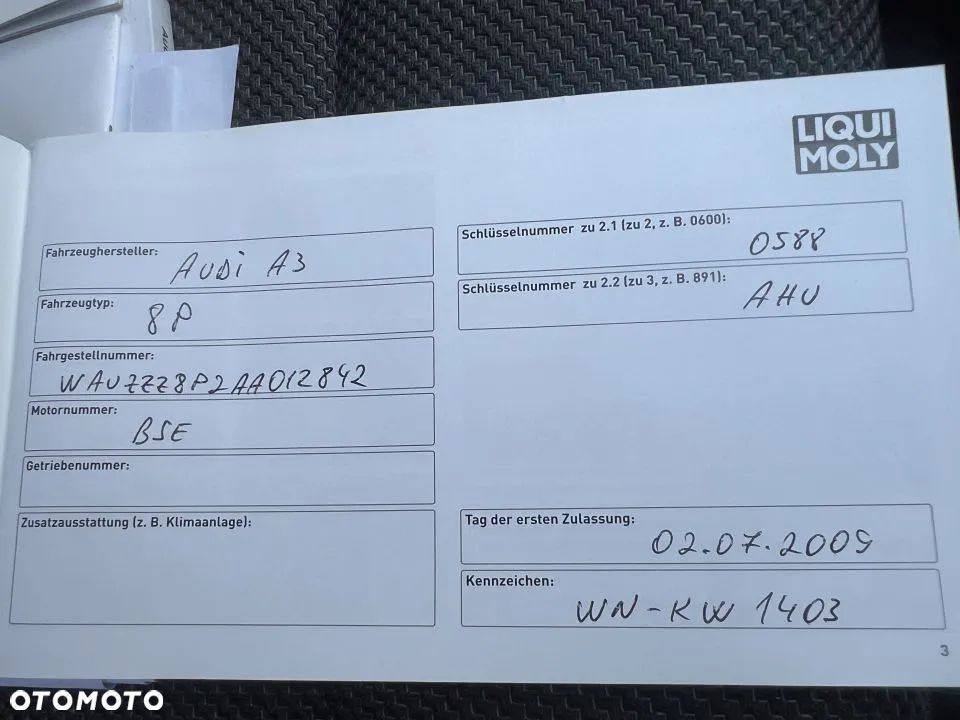 LIQUI
MOLY
Fahrzeughersteller: AUDI A3
Fahrzeugtyp: 8P
Fahrgestellnummer: WAUZZZ8P2AA012842
Motornummer: BSE
Getriebenummer:
Zusatzausstattung (z. B. Klimaanlage):
Schlüsselnummer zu 2.1 (zu 2, z. B. 0600): 0588
Schlüsselnummer zu 2.2 (zu 3, z. B. 891): AHU
Tag der ersten Zulassung: 02.07.2009
Kennzeichen: WN-KW 1403
3
OTOMOTO